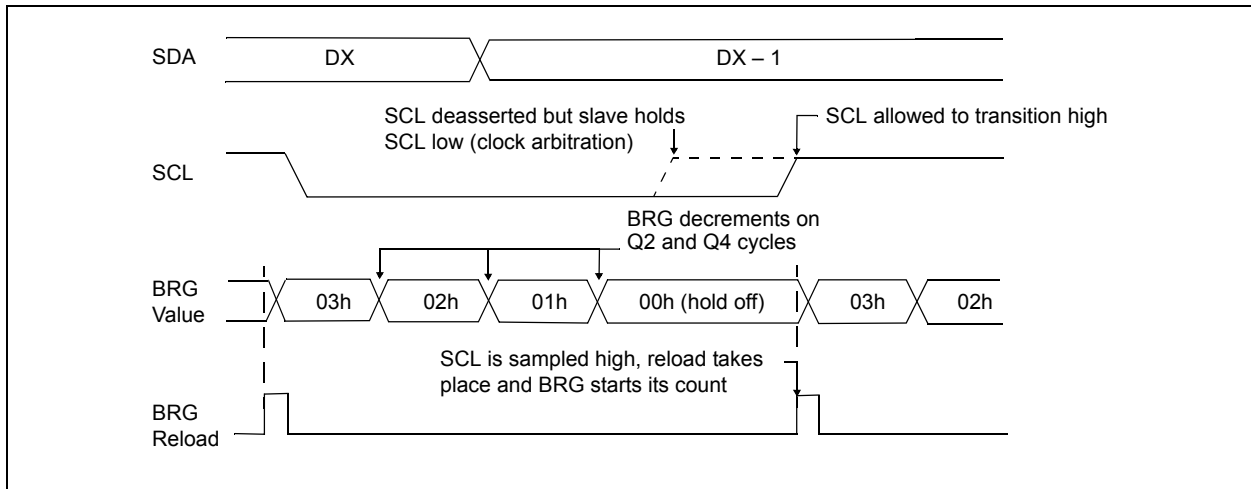 SDA
DX
DX – 1
SCL deasserted but slave holds
SCL low (clock arbitration)
SCL allowed to transition high
SCL
BRG decrements on
Q2 and Q4 cycles
BRG
Value
03h
02h
01h
00h (hold off)
03h
02h
SCL is sampled high, reload takes
place and BRG starts its count
BRG
Reload